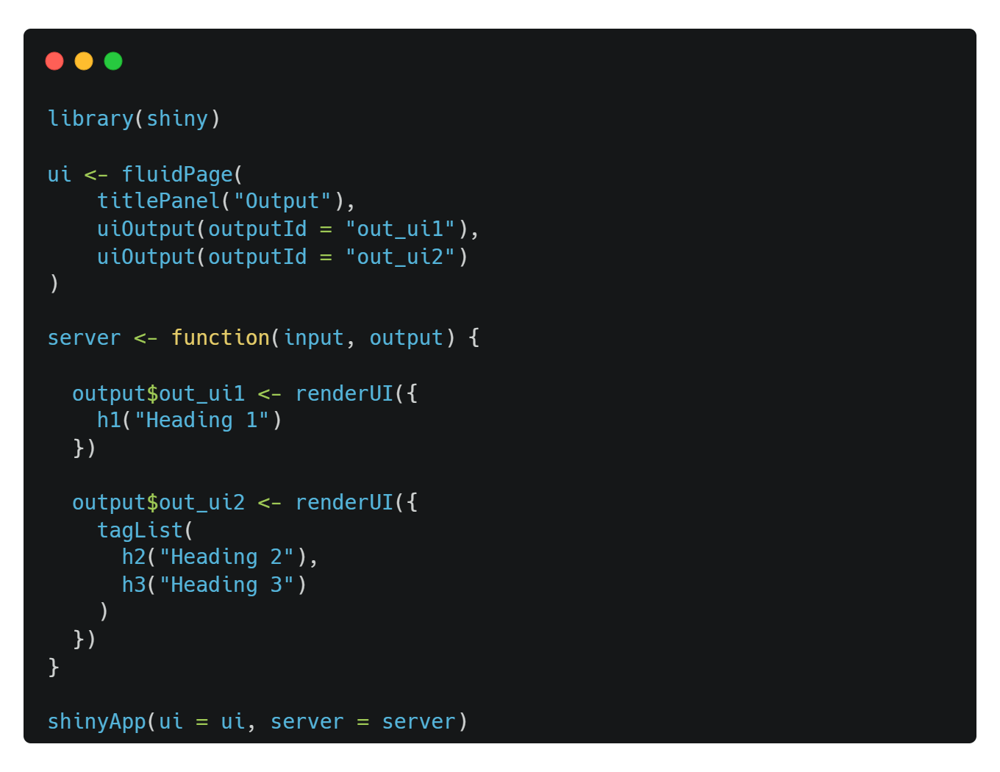 library(shiny)

ui <- fluidPage(
    titlePanel("Output"),
    uiOutput(outputId = "out_ui1"),
    uiOutput(outputId = "out_ui2")
)

server <- function(input, output) {

  output$out_ui1 <- renderUI({
    h1("Heading 1")
  })

  output$out_ui2 <- renderUI({
    tagList(
      h2("Heading 2"),
      h3("Heading 3")
    )
  })
}

shinyApp(ui = ui, server = server)